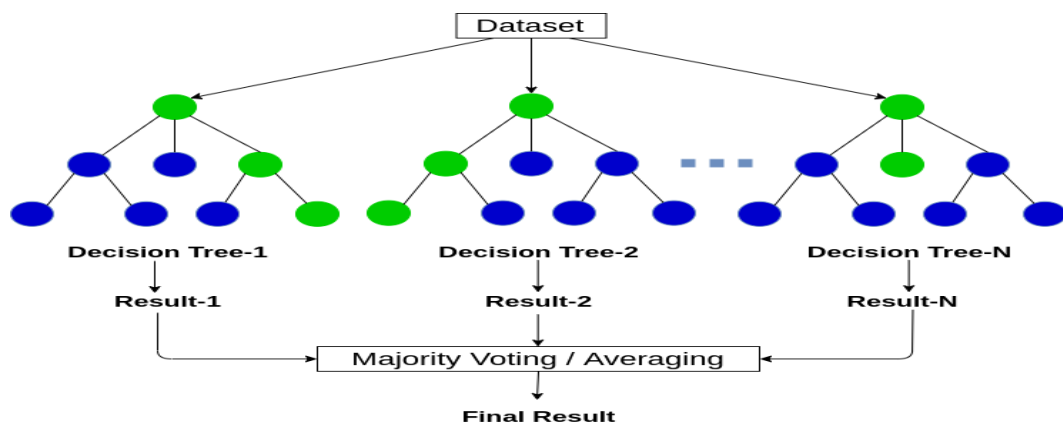 Dataset
Decision Tree-1
Decision Tree-2
Decision Tree-N
Result-1
Result-2
Result-N
Majority Voting / Averaging
Final Result